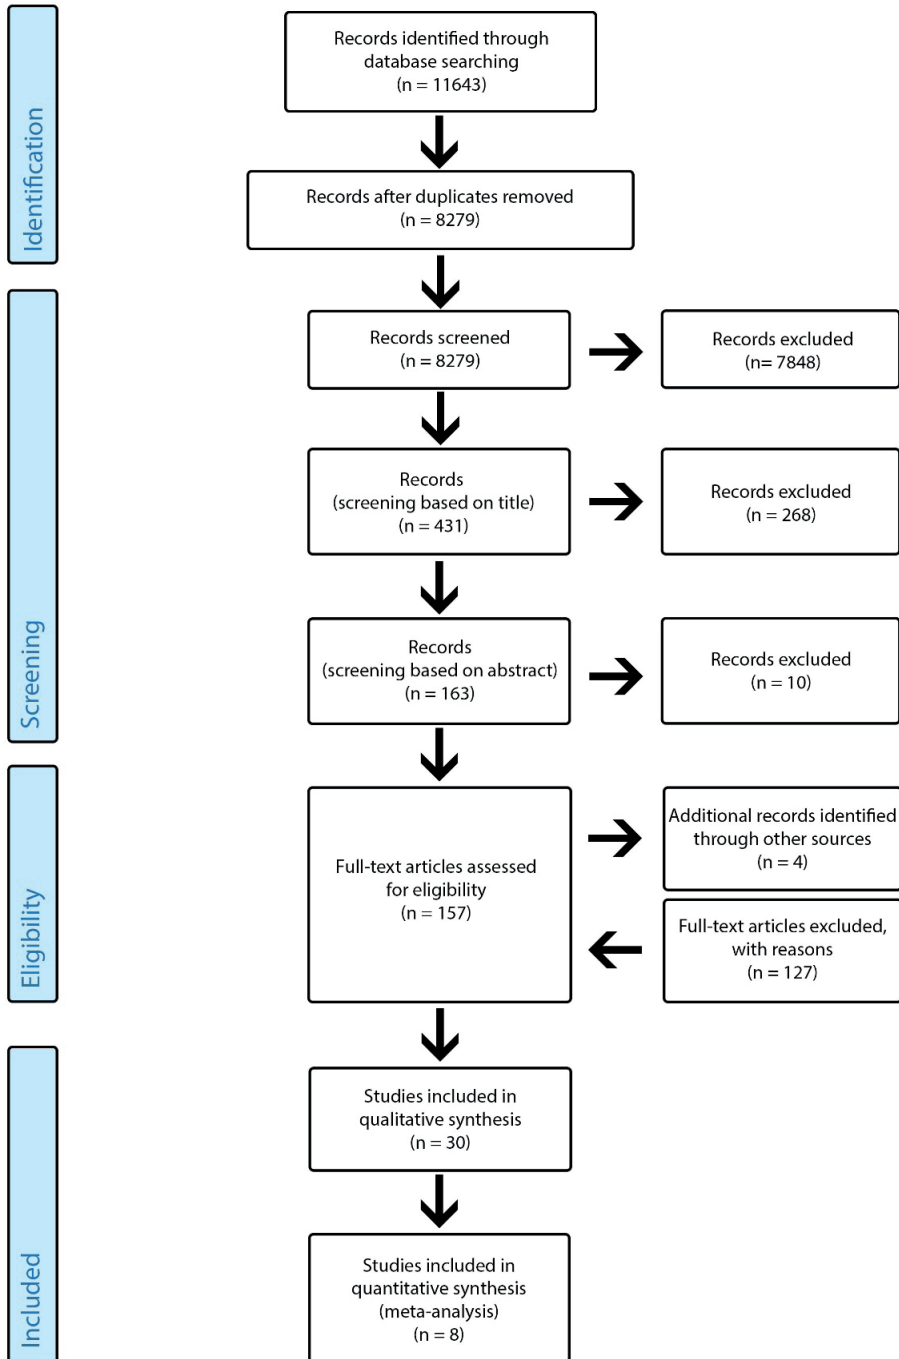 Identification
Records identified through
database searching
(n = 11643)
Records after duplicates removed
(n = 8279)
Screening
Records screened
(n = 8279)
Records excluded
(n= 7848)
Records
(screening based on title)
(n = 431)
Records excluded
(n = 268)
Records
(screening based on abstract)
(n = 163)
Records excluded
(n = 10)
Eligibility
Full-text articles assessed
for eligibility
(n = 157)
Additional records identified
through other sources
(n = 4)
Full-text articles excluded,
with reasons
(n = 127)
Included
Studies included in
qualitative synthesis
(n = 30)
Studies included in
quantitative synthesis
(meta-analysis)
(n = 8)